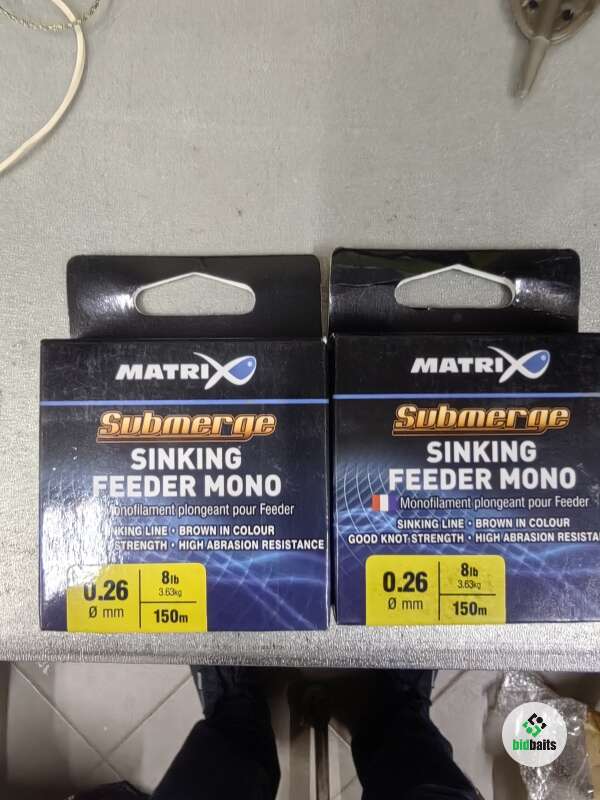 MATRIX
Submerge
SINKING
FEEDER MONO
Monofilament plongeant pour Feeder
SINKING LINE • BROWN IN COLOUR
STRENGTH • HIGH ABRASION RESISTANCE
0.26
Ø mm
8lb
3.63kg
150m
MATRIX
Submerge
SINKING
FEEDER MONO
Monofilament plongeant pour Feeder
SINKING LINE • BROWN IN COLOUR
GOOD KNOT STRENGTH • HIGH ABRASION RESISTA
0.26
Ø mm
8lb
3.63kg
150m
bidbaits